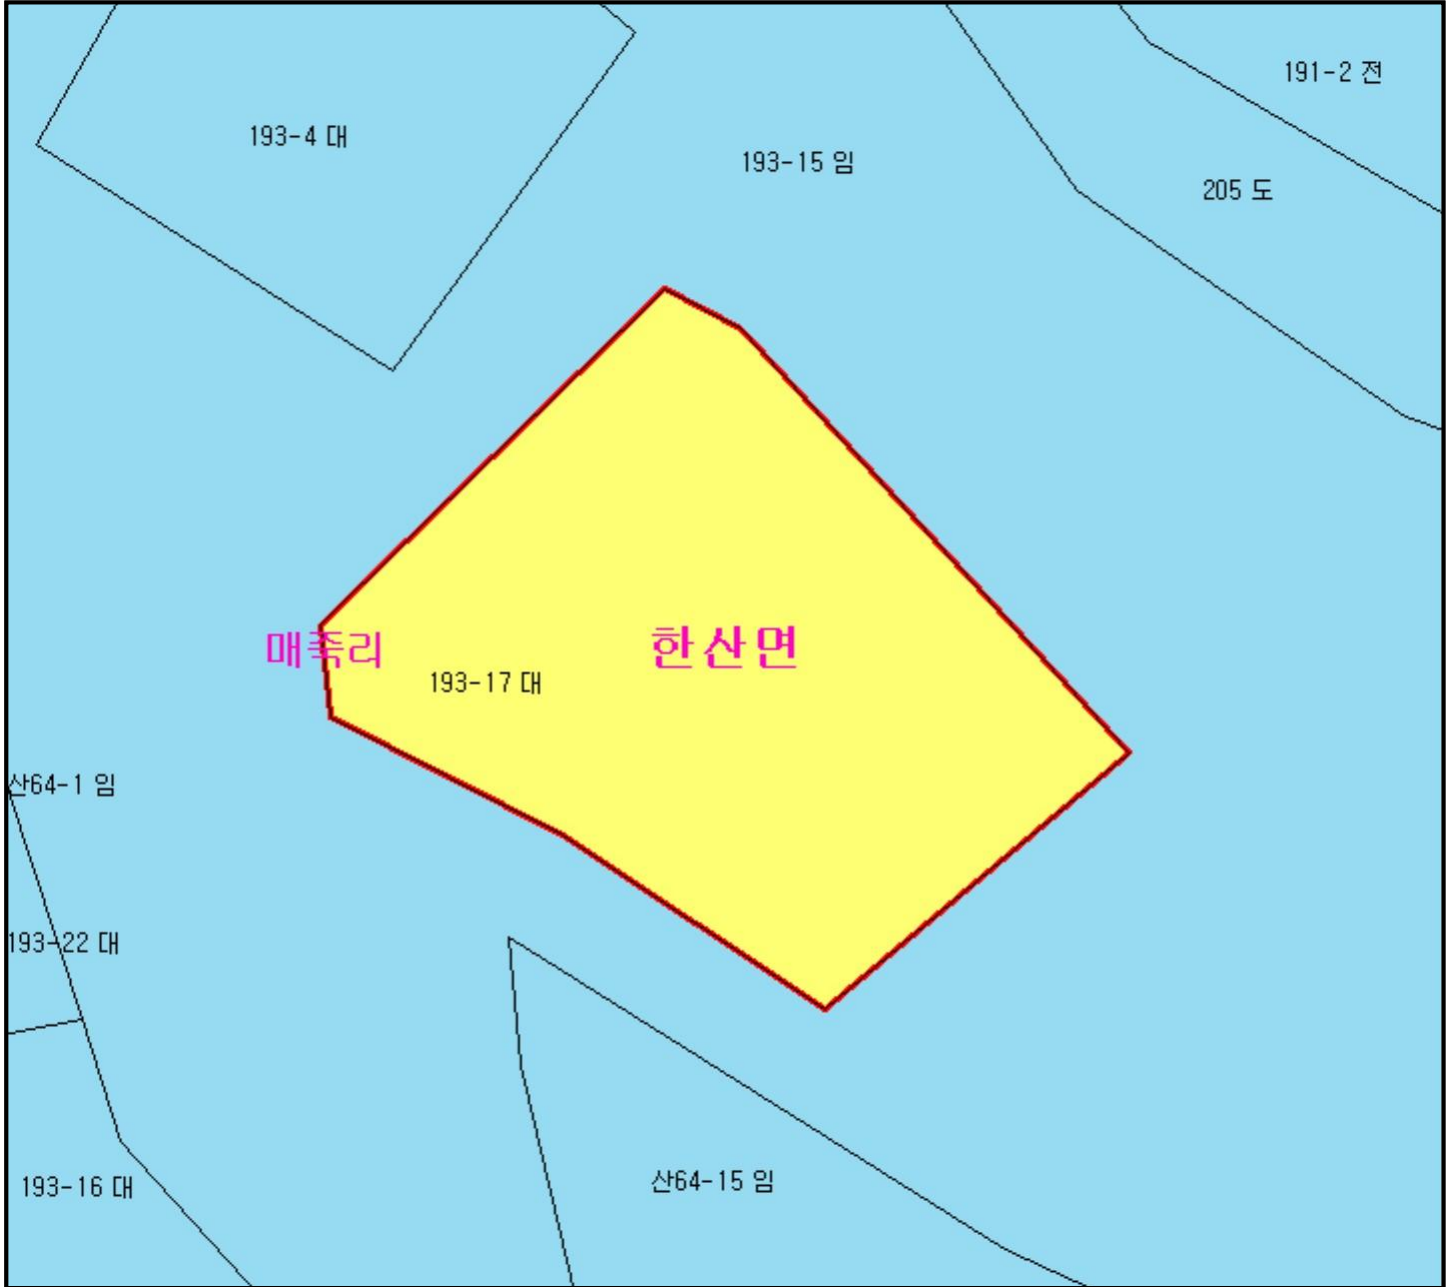 191-2 전
193-4 대
193-15 임
205 도
한산면
매죽리
193-17 대
산64-1 임
193-22 대
산64-15 임
193-16 대